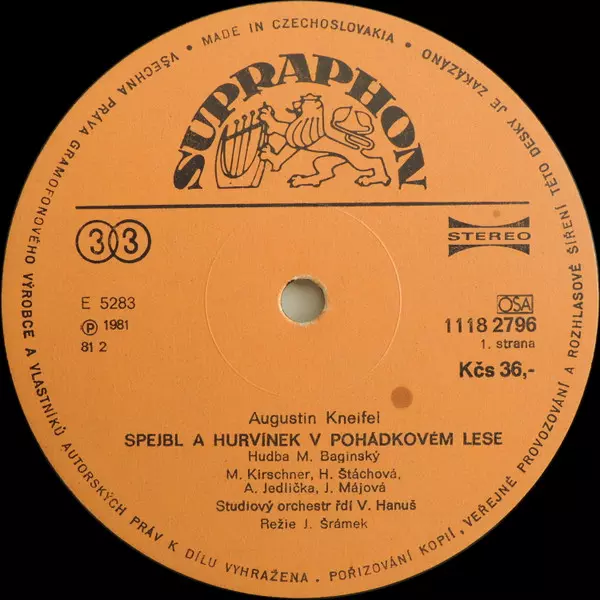 VŠECHNA PRÁVA GRAMOFONOVÉHO VÝROBCE A VLASTNÍKŮ AUTORSKÝCH PRÁV K DÍLU VYHRAŽENA . POŘIZOVÁNÍ KOPIÍ, VEŘEJNÉ PROVOZOVÁNÍ A ROZHLASOVÉ ŠÍŘENÍ TÉTO DESKY JE ZAKÁZÁNO
• MADE IN CZECHOSLOVAKIA •
SUPRAPHON
33
STEREO
E 5283
℗ 1981
81 2
OSA
1118 2796
1. strana
Kčs 36,-
Augustin Kneifel
SPEJBL A HURVÍNEK V POHÁDKOVÉM LESE
Hudba M. Baginský
M. Kirschner, H. Štáchová,
A. Jedlička, J. Májová
Studiový orchestr řdí V. Hanuš
Režie J. Šrámek